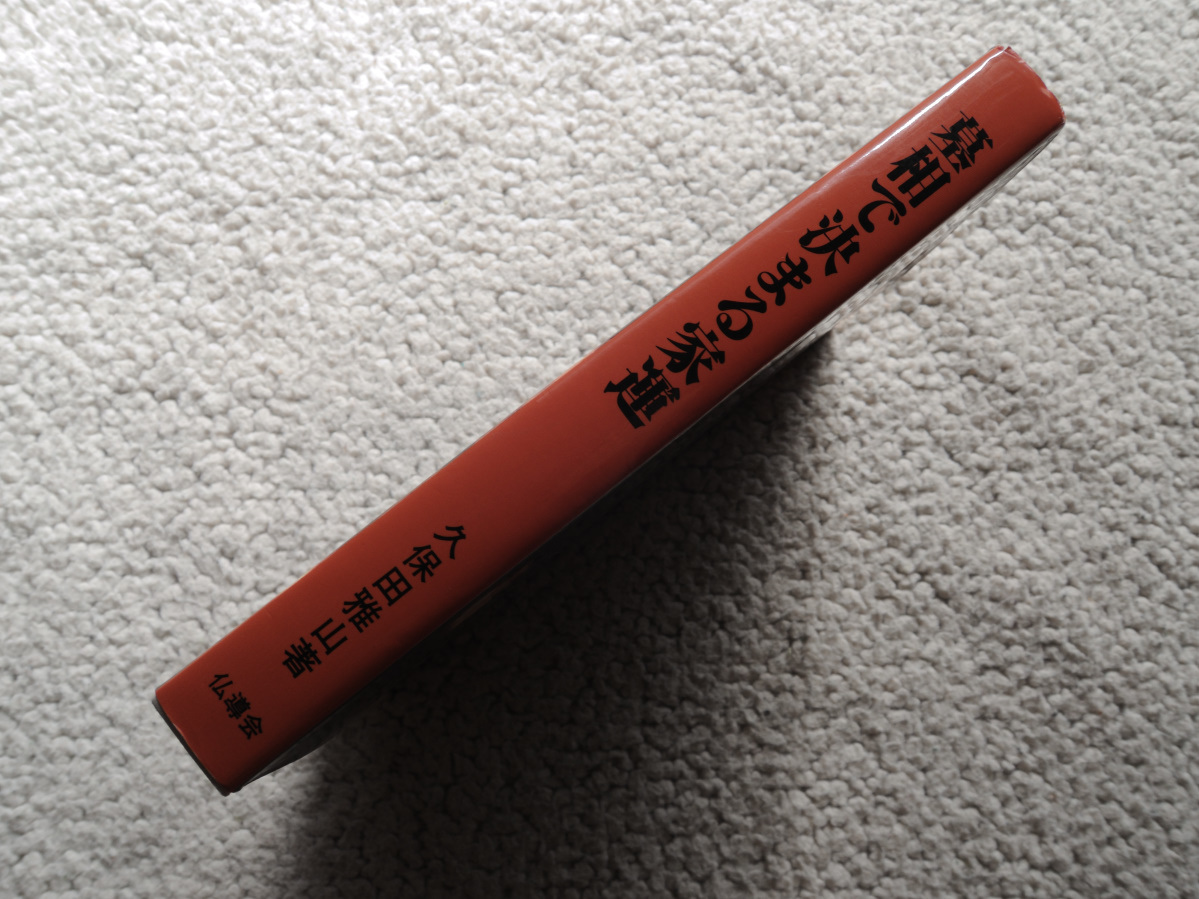 墓相で決まる家運
久保田雅山著
仏導会